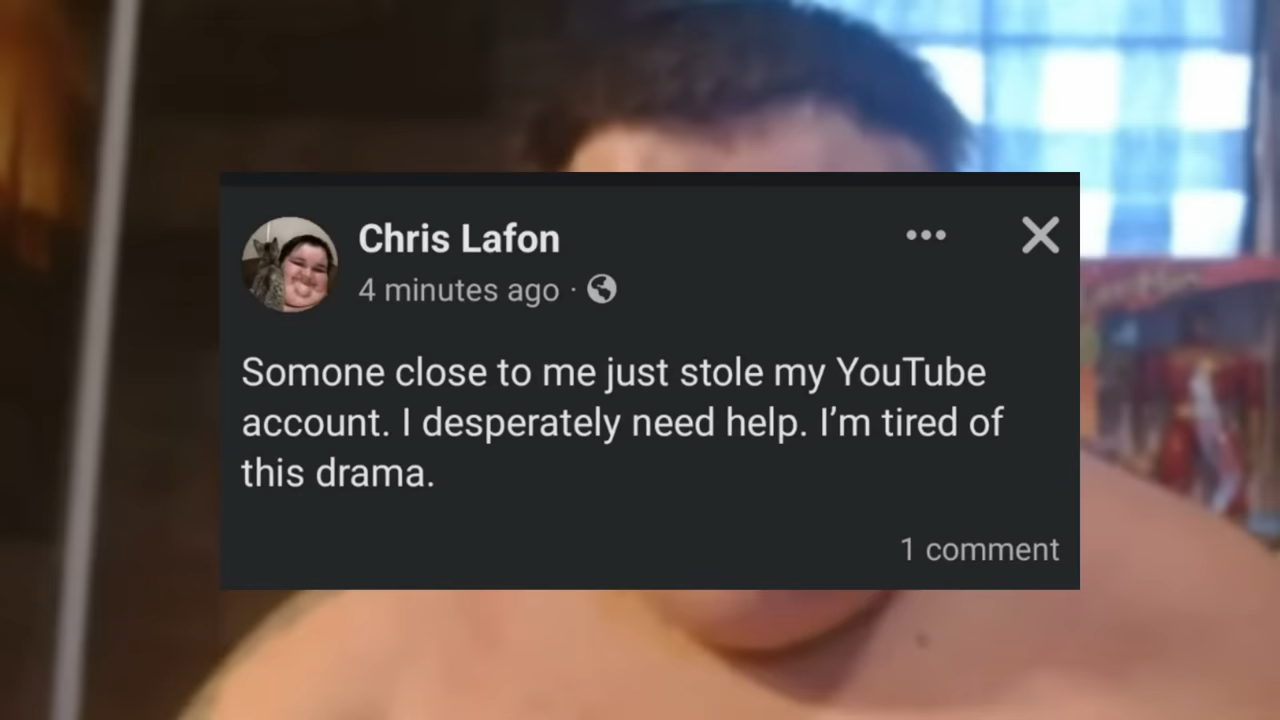 Chris Lafon
4 minutes ago ·
Somone close to me just stole my YouTube
account. I desperately need help. I’m tired of
this drama.
1 comment